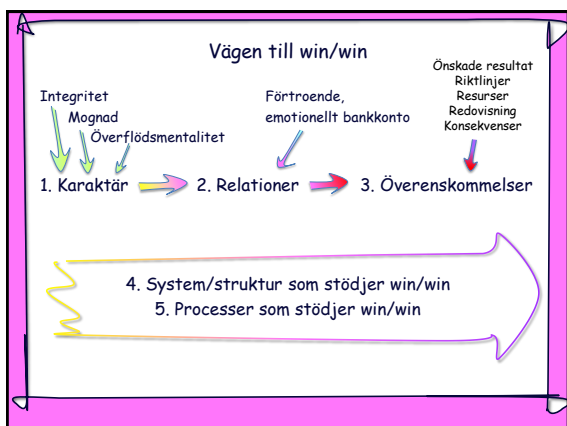 Vägen till win/win
Önskade resultat
Riktlinjer
Resurser
Redovisning
Konsekvenser
Integritet
Mognad
Överflödsmentalitet
Förtroende,
emotionellt bankkonto
1. Karaktär
2. Relationer
3. Överenskommelser
4. System/struktur som stödjer win/win
5. Processer som stödjer win/win